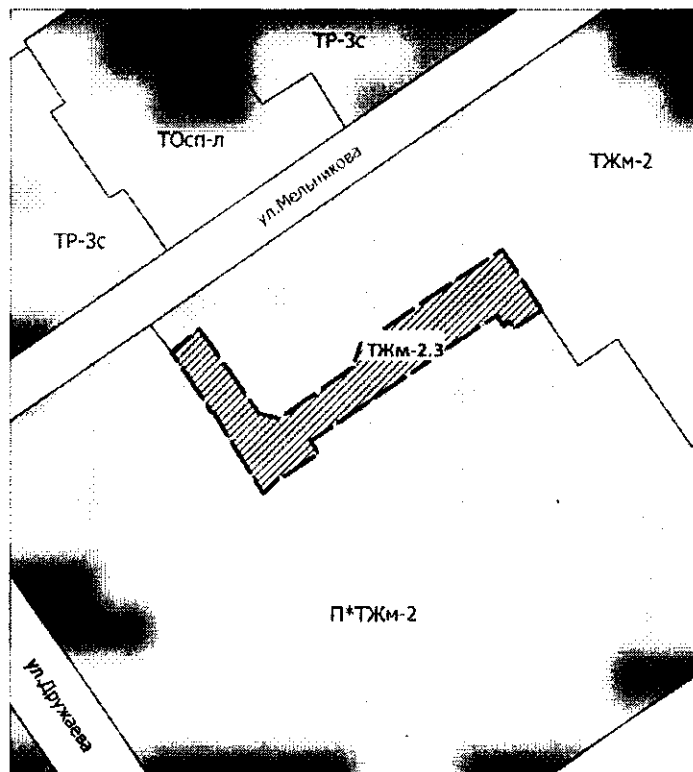 ТР-3с
ТОсп-л
ТЖм-2
ул.Мельникова
ТР-3с
ТЖм-2.3
П*ТЖм-2
ул.Дружаева